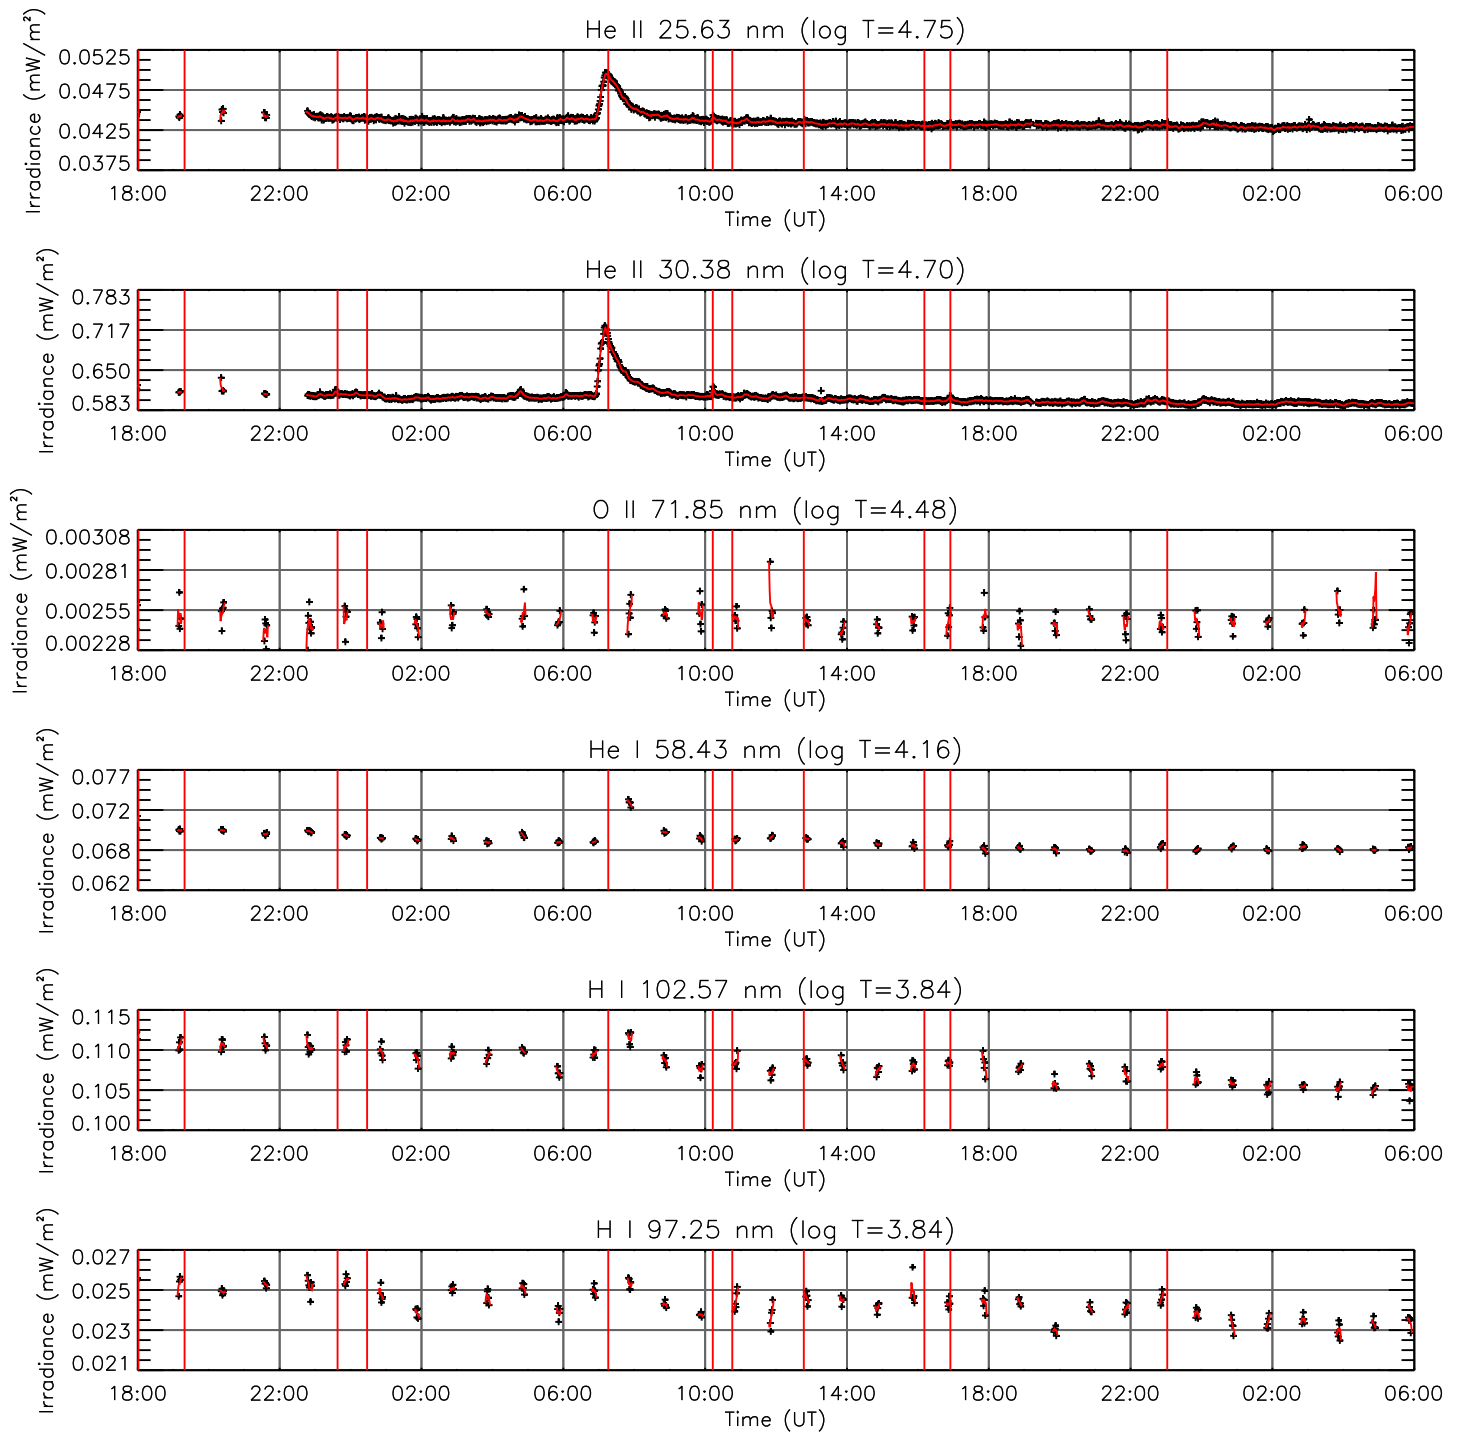 He II 25.63 nm (log T=4.75)
Irradiance (mW/m²)
0.0525
0.0475
0.0425
0.0375
18:00 22:00 02:00 06:00 10:00 14:00 18:00 22:00 02:00 06:00
Time (UT)
He II 30.38 nm (log T=4.70)
Irradiance (mW/m²)
0.783
0.717
0.650
0.583
18:00 22:00 02:00 06:00 10:00 14:00 18:00 22:00 02:00 06:00
Time (UT)
O II 71.85 nm (log T=4.48)
Irradiance (mW/m²)
0.00308
0.00281
0.00255
0.00228
18:00 22:00 02:00 06:00 10:00 14:00 18:00 22:00 02:00 06:00
Time (UT)
He I 58.43 nm (log T=4.16)
Irradiance (mW/m²)
0.077
0.072
0.068
0.062
18:00 22:00 02:00 06:00 10:00 14:00 18:00 22:00 02:00 06:00
Time (UT)
H I 102.57 nm (log T=3.84)
Irradiance (mW/m²)
0.115
0.110
0.105
0.100
18:00 22:00 02:00 06:00 10:00 14:00 18:00 22:00 02:00 06:00
Time (UT)
H I 97.25 nm (log T=3.84)
Irradiance (mW/m²)
0.027
0.025
0.023
0.021
18:00 22:00 02:00 06:00 10:00 14:00 18:00 22:00 02:00 06:00
Time (UT)